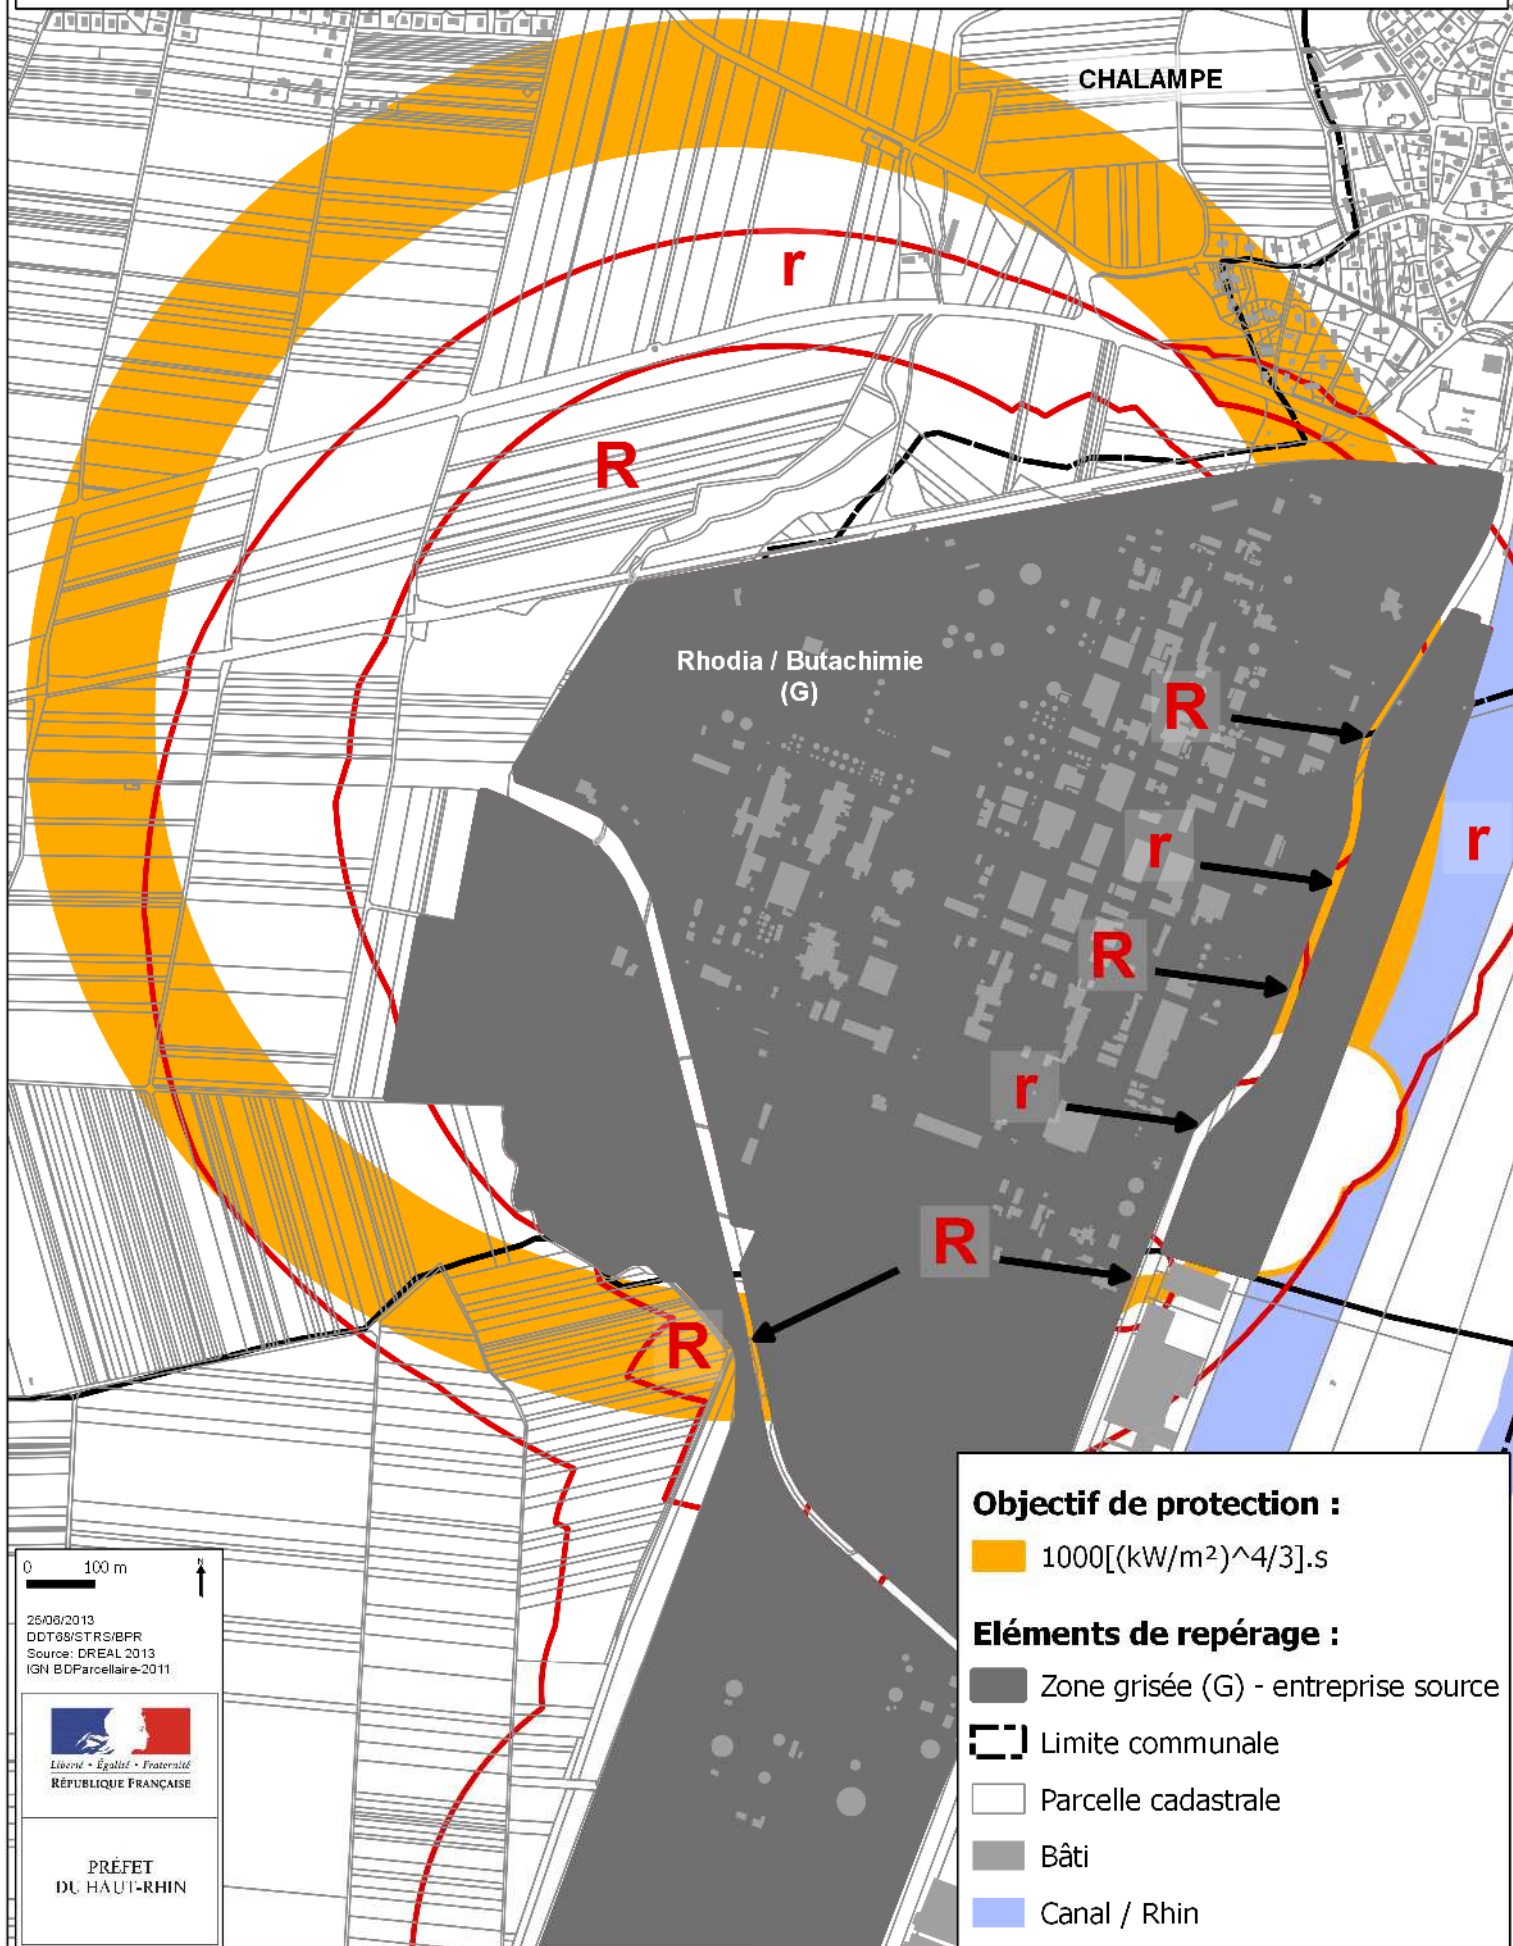 CHALAMPE
r
R
Rhodia / Butachimie
(G)
R
r
r
R
r
R
R
Objectif de protection :
1000[(kW/m²)^4/3].s
Eléments de repérage :
Zone grisée (G) - entreprise source
Limite communale
Parcelle cadastrale
Bâti
Canal / Rhin
0 100 m
N
25/06/2013
DDT68/STRS/BPR
Source: DREAL 2013
IGN BDParcellaire-2011
Liberté • Égalité • Fraternité
RÉPUBLIQUE FRANÇAISE
PRÉFET
DU HAUT-RHIN